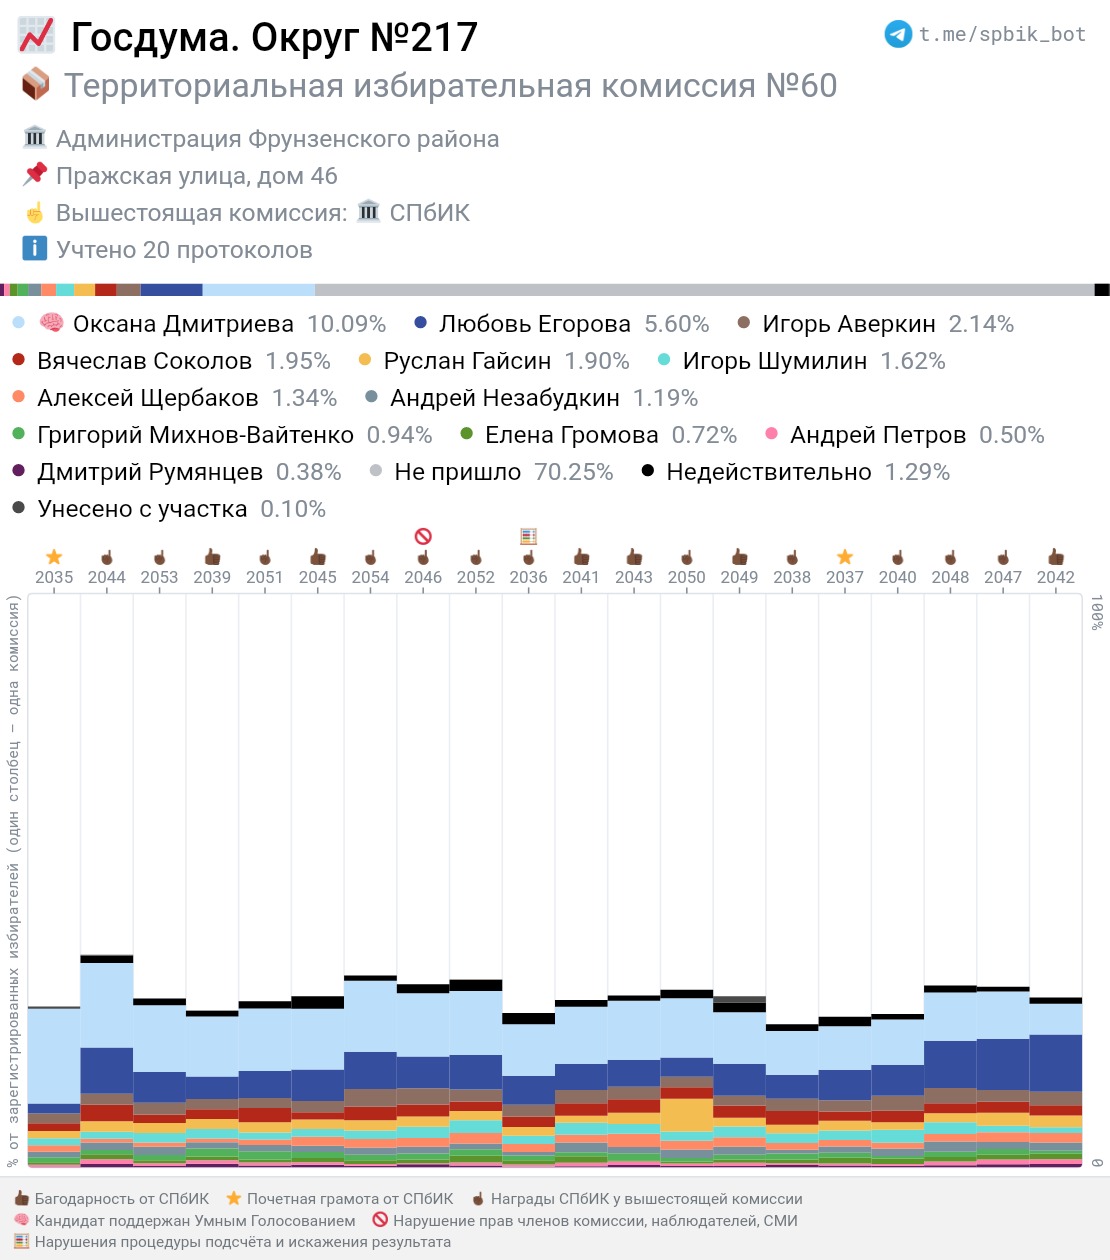 Госдума. Округ №217
t.me/spbik_bot
Территориальная избирательная комиссия №60
Администрация Фрунзенского района
Пражская улица, дом 46
Вышестоящая комиссия: СПбИК
Учтено 20 протоколов
Оксана Дмитриева 10.09% Любовь Егорова 5.60% Игорь Аверкин 2.14%
Вячеслав Соколов 1.95% Руслан Гайсин 1.90% Игорь Шумилин 1.62%
Алексей Щербаков 1.34% Андрей Незабудкин 1.19%
Григорий Михнов-Вайтенко 0.94% Елена Громова 0.72% Андрей Петров 0.50%
Дмитрий Румянцев 0.38% Не пришло 70.25% Недействительно 1.29%
Унесено с участка 0.10%
2035 2044 2053 2039 2051 2045 2054 2046 2052 2036 2041 2043 2050 2049 2038 2037 2040 2048 2047 2042
% от зарегистрированных избирателей (один столбец – одна комиссия)
100%
0
Багодарность от СПбИК Почетная грамота от СПбИК Награды СПбИК у вышестоящей комиссии
Кандидат поддержан Умным Голосованием Нарушение прав членов комиссии, наблюдателей, СМИ
Нарушения процедуры подсчёта и искажения результата